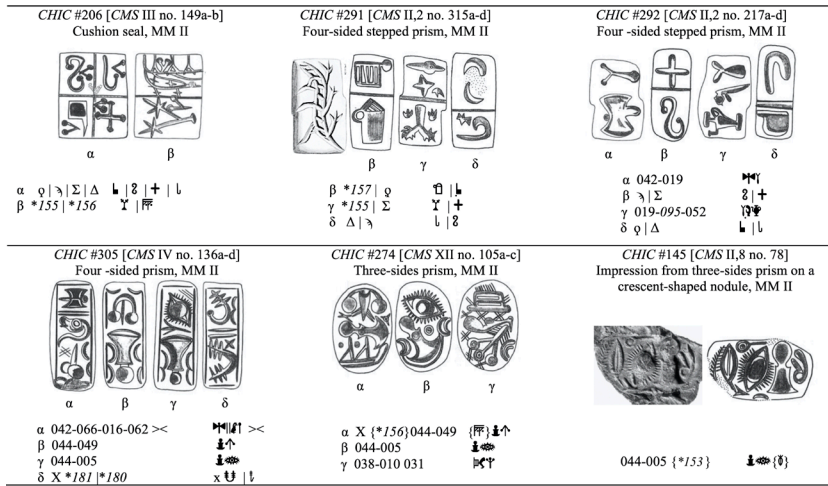 CHIC #206 [CMS III no. 149a-b]
Cushion seal, MM II
α β
α ϙ | ϡ | Σ | Δ
β *155 | *156
CHIC #291 [CMS II,2 no. 315a-d]
Four-sided stepped prism, MM II
β γ δ
β *157 | ϙ
γ *155 | Σ
δ Δ | ϡ
CHIC #292 [CMS II,2 no. 217a-d]
Four -sided stepped prism, MM II
α β γ δ
α 042-019
β ϡ | Σ
γ 019-095-052
δ ϙ | Δ
CHIC #305 [CMS IV no. 136a-d]
Four -sided prism, MM II
α β γ δ
α 042-066-016-062 >< ><
β 044-049
γ 044-005
δ X *181 | *180 x
CHIC #274 [CMS XII no. 105a-c]
Three-sides prism, MM II
α β γ
α X {*156}044-049
β 044-005
γ 038-010 031
CHIC #145 [CMS II,8 no. 78]
Impression from three-sides prism on a
crescent-shaped nodule, MM II
044-005 {*153}